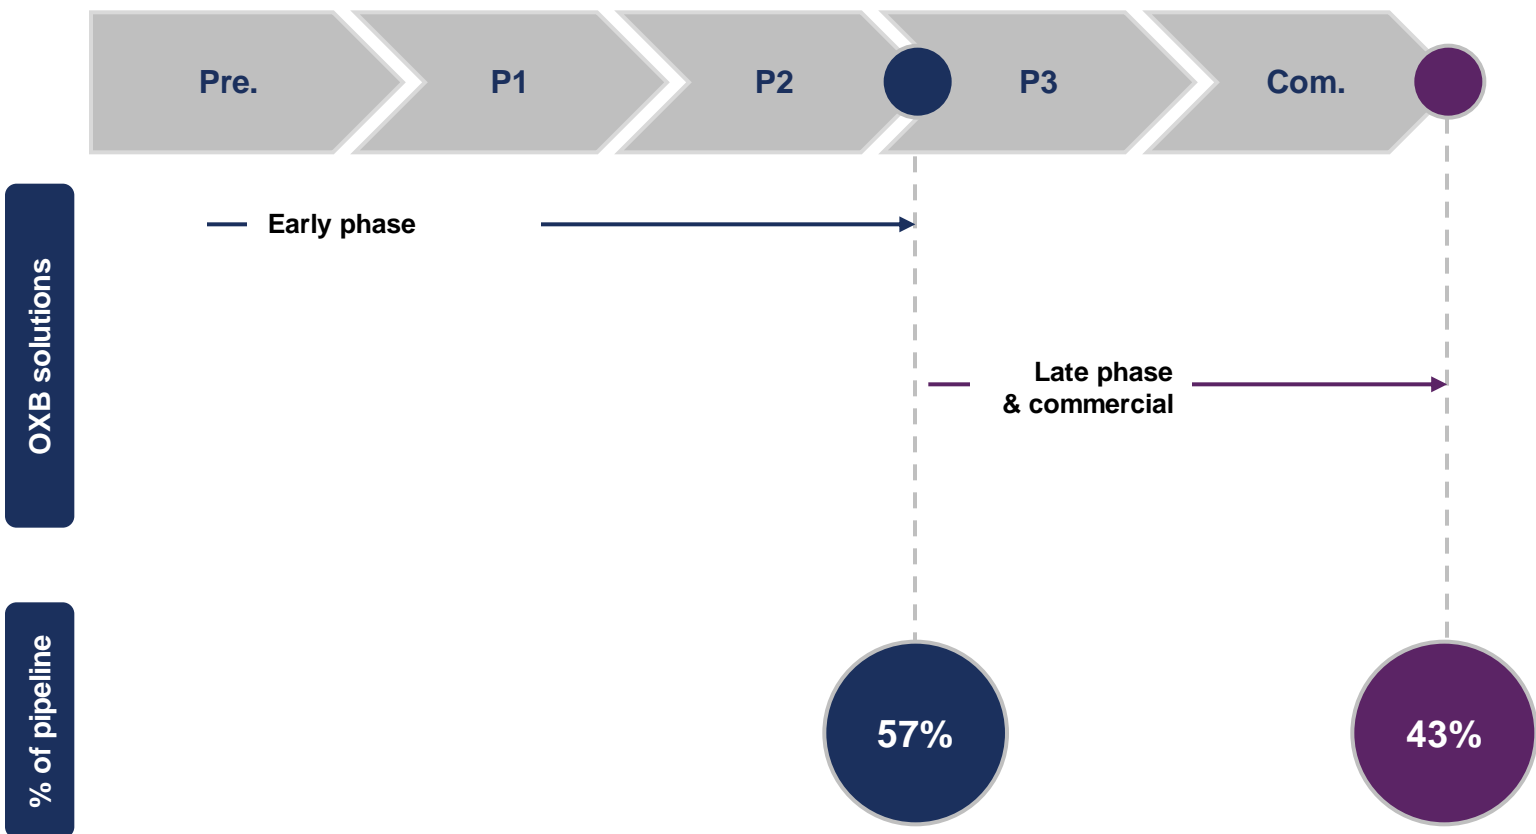 Pre.
P1
P2
P3
Com.
OXB solutions
Early phase
Late phase
& commercial
% of pipeline
57%
43%